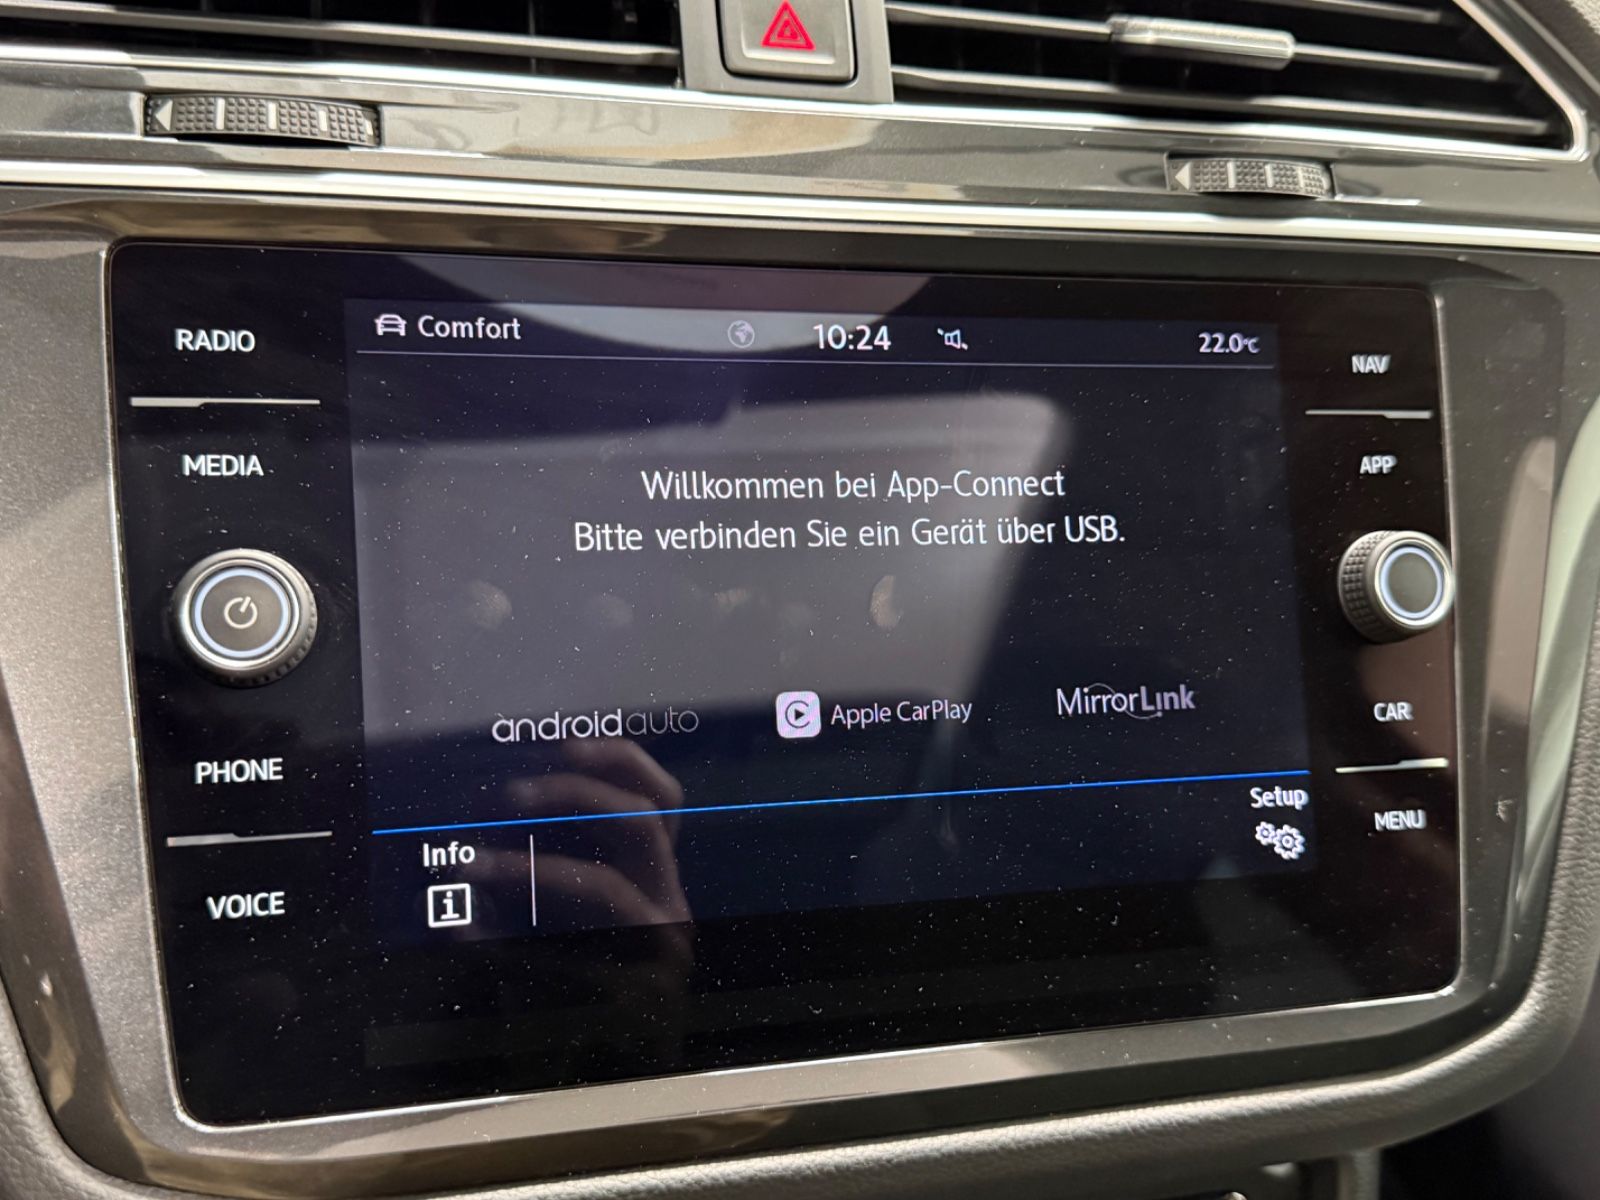 RADIO
MEDIA
PHONE
VOICE
Comfort
10:24
22.0°C
Willkommen bei App-Connect
Bitte verbinden Sie ein Gerät über USB.
androidauto
Apple CarPlay
MirrorLink
Info
Setup
NAV
APP
CAR
MENU